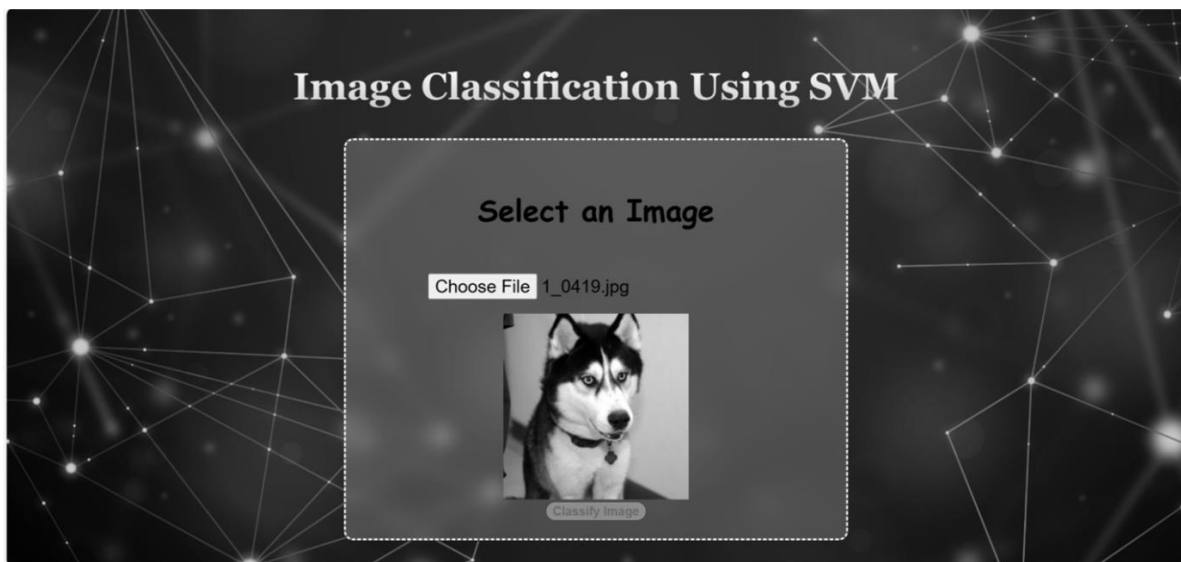 Image Classification Using SVM
Select an Image
Choose File 1_0419.jpg
Classify Image